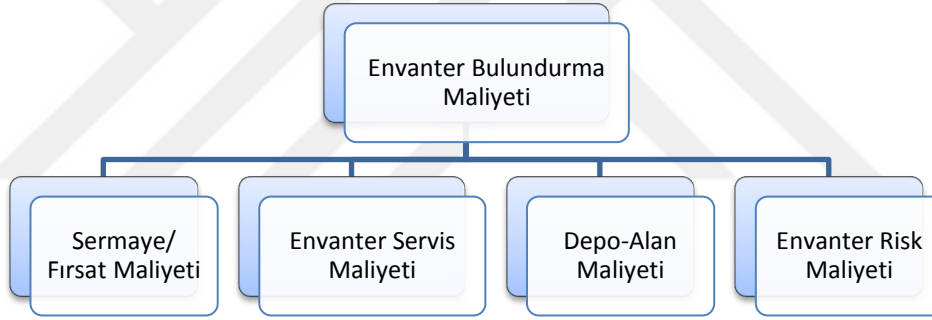 Envanter Bulundurma
Maliyeti
Sermaye/
Fırsat Maliyeti
Envanter Servis
Maliyeti
Depo-Alan
Maliyeti
Envanter Risk
Maliyeti